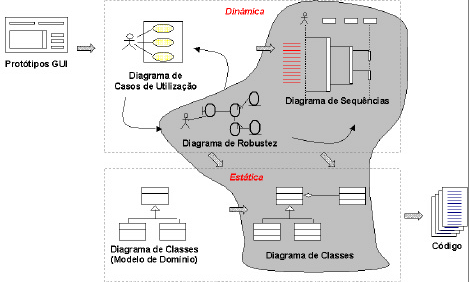 Dinâmica
Protótipos GUI
Diagrama de
Casos de Utilização
Diagrama de Sequências
Diagrama de Robustez
Estática
Diagrama de Classes
(Modelo de Domínio)
Diagrama de Classes
Código